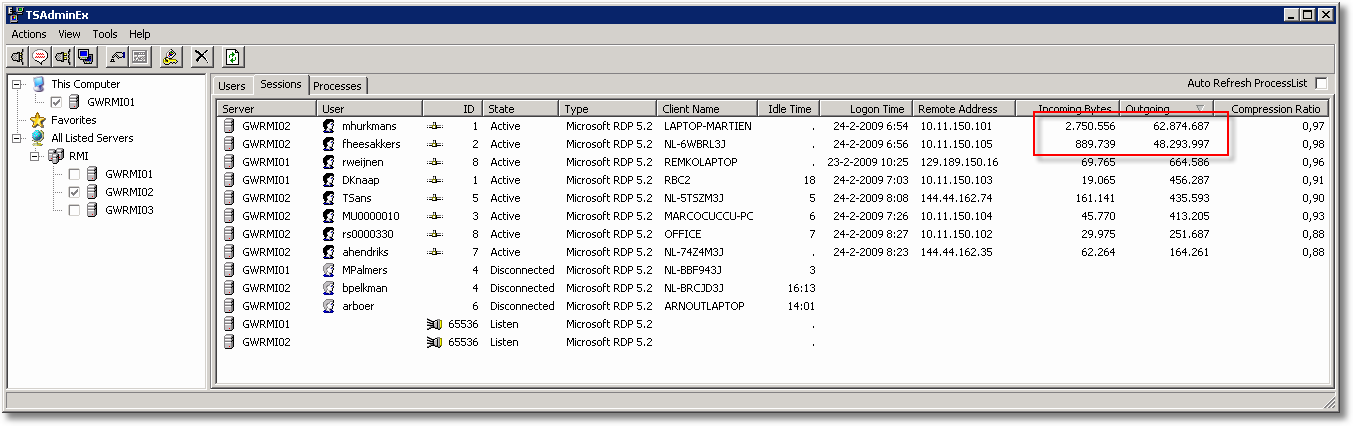 TSAdminEx
Actions View Tools Help
This Computer
GWRMI01
Favorites
All Listed Servers
RMI
GWRMI01
GWRMI02
GWRMI03
Users Sessions Processes
Auto Refresh ProcessList
Server User ID State Type Client Name Idle Time Logon Time Remote Address Incoming Bytes Outgoing Compression Ratio
GWRMI02 mhurkmans 1 Active Microsoft RDP 5.2 LAPTOP-MARTIEN . 24-2-2009 6:54 10.11.150.101 2.750.556 62.874.687 0,97
GWRMI02 fheesakkers 2 Active Microsoft RDP 5.2 NL-6WBRL3J . 24-2-2009 6:56 10.11.150.105 889.739 48.293.997 0,98
GWRMI01 rweijnen 8 Active Microsoft RDP 5.2 REMKOLAPTOP . 23-2-2009 10:25 129.189.150.16 69.765 664.586 0,96
GWRMI01 DKnaap 1 Active Microsoft RDP 5.2 RBC2 18 24-2-2009 7:03 10.11.150.103 19.065 456.287 0,91
GWRMI02 TSans 5 Active Microsoft RDP 5.2 NL-5TSZM3J 5 24-2-2009 8:08 144.44.162.74 161.141 435.593 0,90
GWRMI02 MU0000010 3 Active Microsoft RDP 5.2 MARCOCUCCU-PC 6 24-2-2009 7:26 10.11.150.104 45.770 413.205 0,93
GWRMI02 rs0000330 8 Active Microsoft RDP 5.2 OFFICE 7 24-2-2009 8:27 10.11.150.102 29.975 251.687 0,88
GWRMI02 ahendriks 7 Active Microsoft RDP 5.2 NL-74Z4M3J . 24-2-2009 8:23 144.44.162.35 62.264 164.261 0,88
GWRMI01 MPalmers 4 Disconnected Microsoft RDP 5.2 NL-BBF943J 3
GWRMI02 bpelkman 4 Disconnected Microsoft RDP 5.2 NL-BRCJD3J 16:13
GWRMI02 arboer 6 Disconnected Microsoft RDP 5.2 ARNOUTLAPTOP 14:01
GWRMI01 65536 Listen Microsoft RDP 5.2 .
GWRMI02 65536 Listen Microsoft RDP 5.2 .